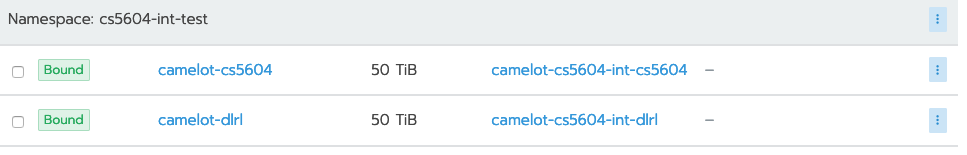 Namespace: cs5604-int-test
Bound camelot-cs5604 50 TiB camelot-cs5604-int-cs5604 –
Bound camelot-dlrl 50 TiB camelot-cs5604-int-dlrl –